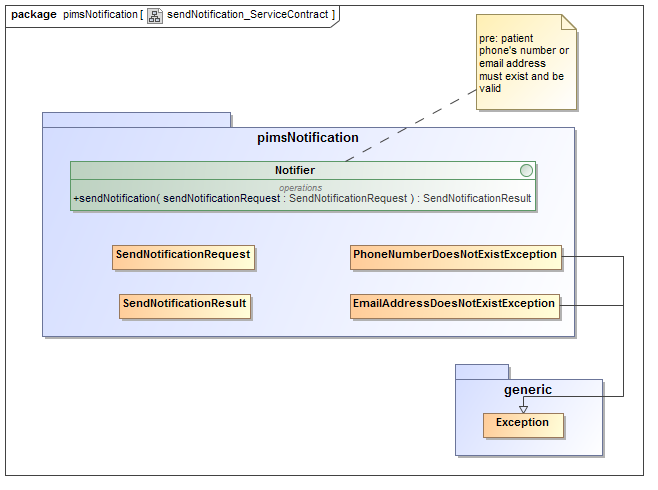 package pimsNotification [ sendNotification_ServiceContract ]
pre: patient
phone's number or
email address
must exist and be
valid
pimsNotification
Notifier
operations
+sendNotification( sendNotificationRequest : SendNotificationRequest ) : SendNotificationResult
SendNotificationRequest
PhoneNumberDoesNotExistException
SendNotificationResult
EmailAddressDoesNotExistException
generic
Exception